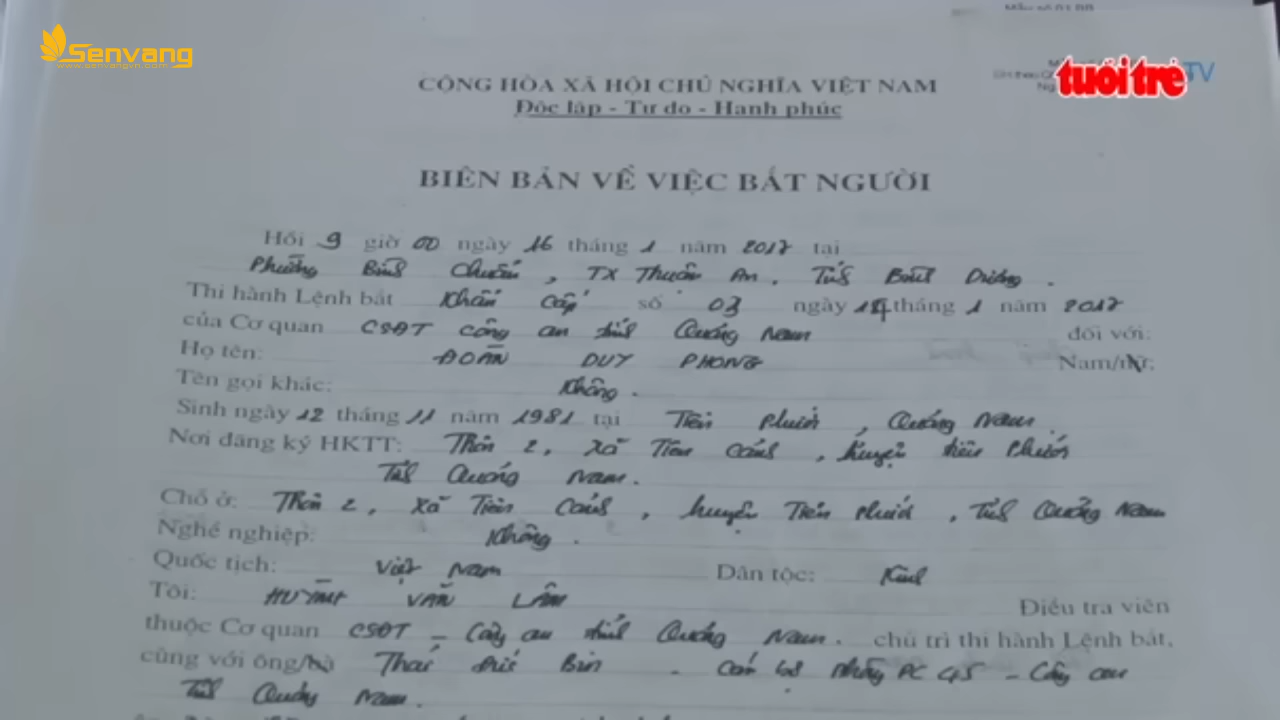 Senvang
www.senvangvn.com
tuổi trẻ TV
CỘNG HÒA XÃ HỘI CHỦ NGHĨA VIỆT NAM
Độc lập - Tự do - Hạnh phúc
BIÊN BẢN VỀ VIỆC BẮT NGƯỜI
Hồi 9 giờ 00 ngày 16 tháng 1 năm 2017 tại
Phường Bình Chuẩn, TX Thuận An, Tỉnh Bình Dương.
Thi hành Lệnh bắt Khẩn cấp số 03 ngày 14 tháng 1 năm 2017
của Cơ quan CSĐT công an tỉnh Quảng Nam đối với:
Họ tên: ĐOÀN DUY PHONG Nam/nữ:
Tên gọi khác: Không.
Sinh ngày 12 tháng 11 năm 1981 tại Tiên Phước, Quảng Nam.
Nơi đăng ký HKTT: Thôn 2, xã Tiên Cảnh, huyện Tiên Phước
Tỉnh Quảng Nam.
Chỗ ở: Thôn 2, xã Tiên Cảnh, huyện Tiên Phước, Tỉnh Quảng Nam
Nghề nghiệp: Không.
Quốc tịch: Việt Nam Dân tộc: Kinh
Tôi: HUỲNH VĂN LÂM Điều tra viên
thuộc Cơ quan CSĐT - Công an tỉnh Quảng Nam. chủ trì thi hành Lệnh bắt,
cùng với ông/bà Thái Bin - Cán bộ Phòng PC45 - Công an
Tỉnh Quảng Nam.